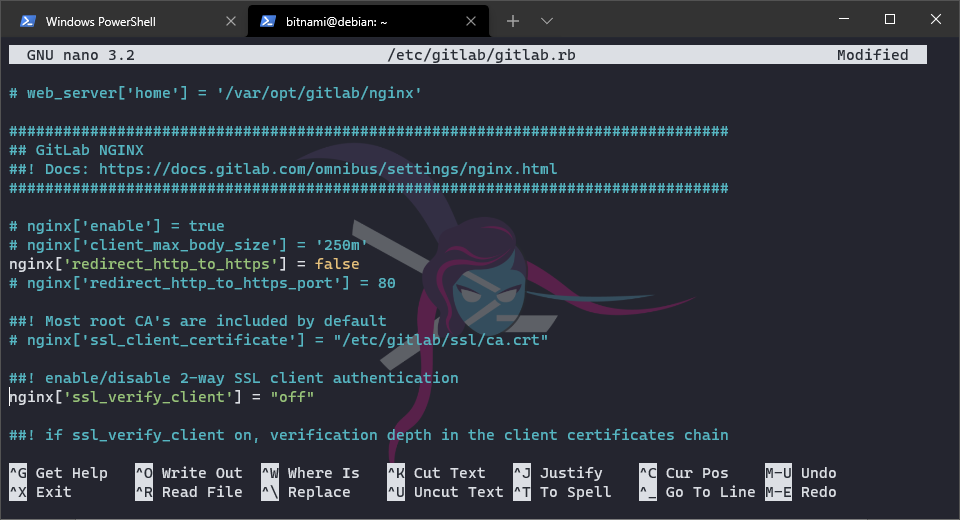 Windows PowerShell
bitnami@debian: ~
GNU nano 3.2 /etc/gitlab/gitlab.rb Modified
# web_server['home'] = '/var/opt/gitlab/nginx'
################################################################################
## GitLab NGINX
##! Docs: https://docs.gitlab.com/omnibus/settings/nginx.html
################################################################################
# nginx['enable'] = true
# nginx['client_max_body_size'] = '250m'
nginx['redirect_http_to_https'] = false
# nginx['redirect_http_to_https_port'] = 80
##! Most root CA's are included by default
# nginx['ssl_client_certificate'] = "/etc/gitlab/ssl/ca.crt"
##! enable/disable 2-way SSL client authentication
nginx['ssl_verify_client'] = "off"
##! if ssl_verify_client on, verification depth in the client certificates chain
^G Get Help ^O Write Out ^W Where Is ^K Cut Text ^J Justify ^C Cur Pos M-U Undo
^X Exit ^R Read File ^\ Replace ^U Uncut Text ^T To Spell ^_ Go To Line M-E Redo